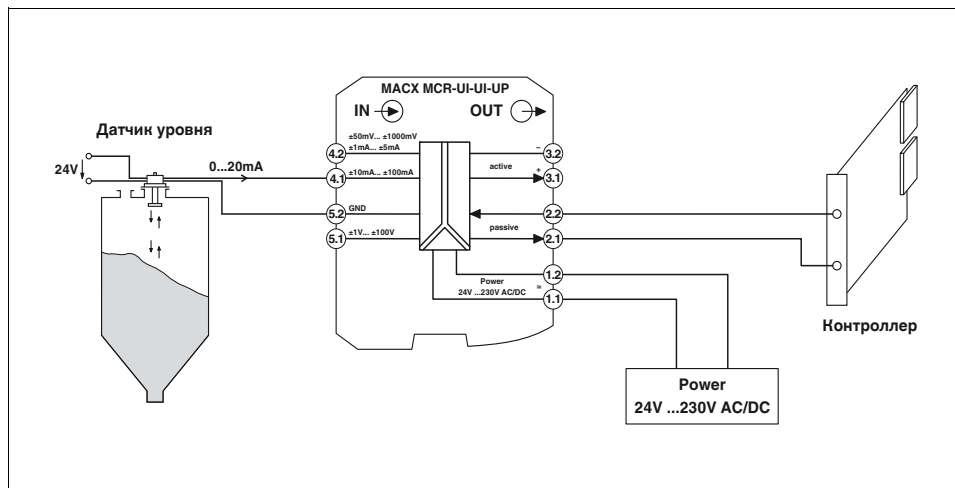 MACX MCR-UI-UI-UP
IN
OUT
Датчик уровня
24V
0...20mA
±50mV... ±1000mV
±1mA... ±5mA
4.2
±10mA... ±100mA
4.1
GND
5.2
±1V... ±100V
5.1
–
3.2
active
+
3.1
2.2
passive
2.1
Power
24V ...230V AC/DC
≅
1.2
1.1
Контроллер
Power
24V ...230V AC/DC